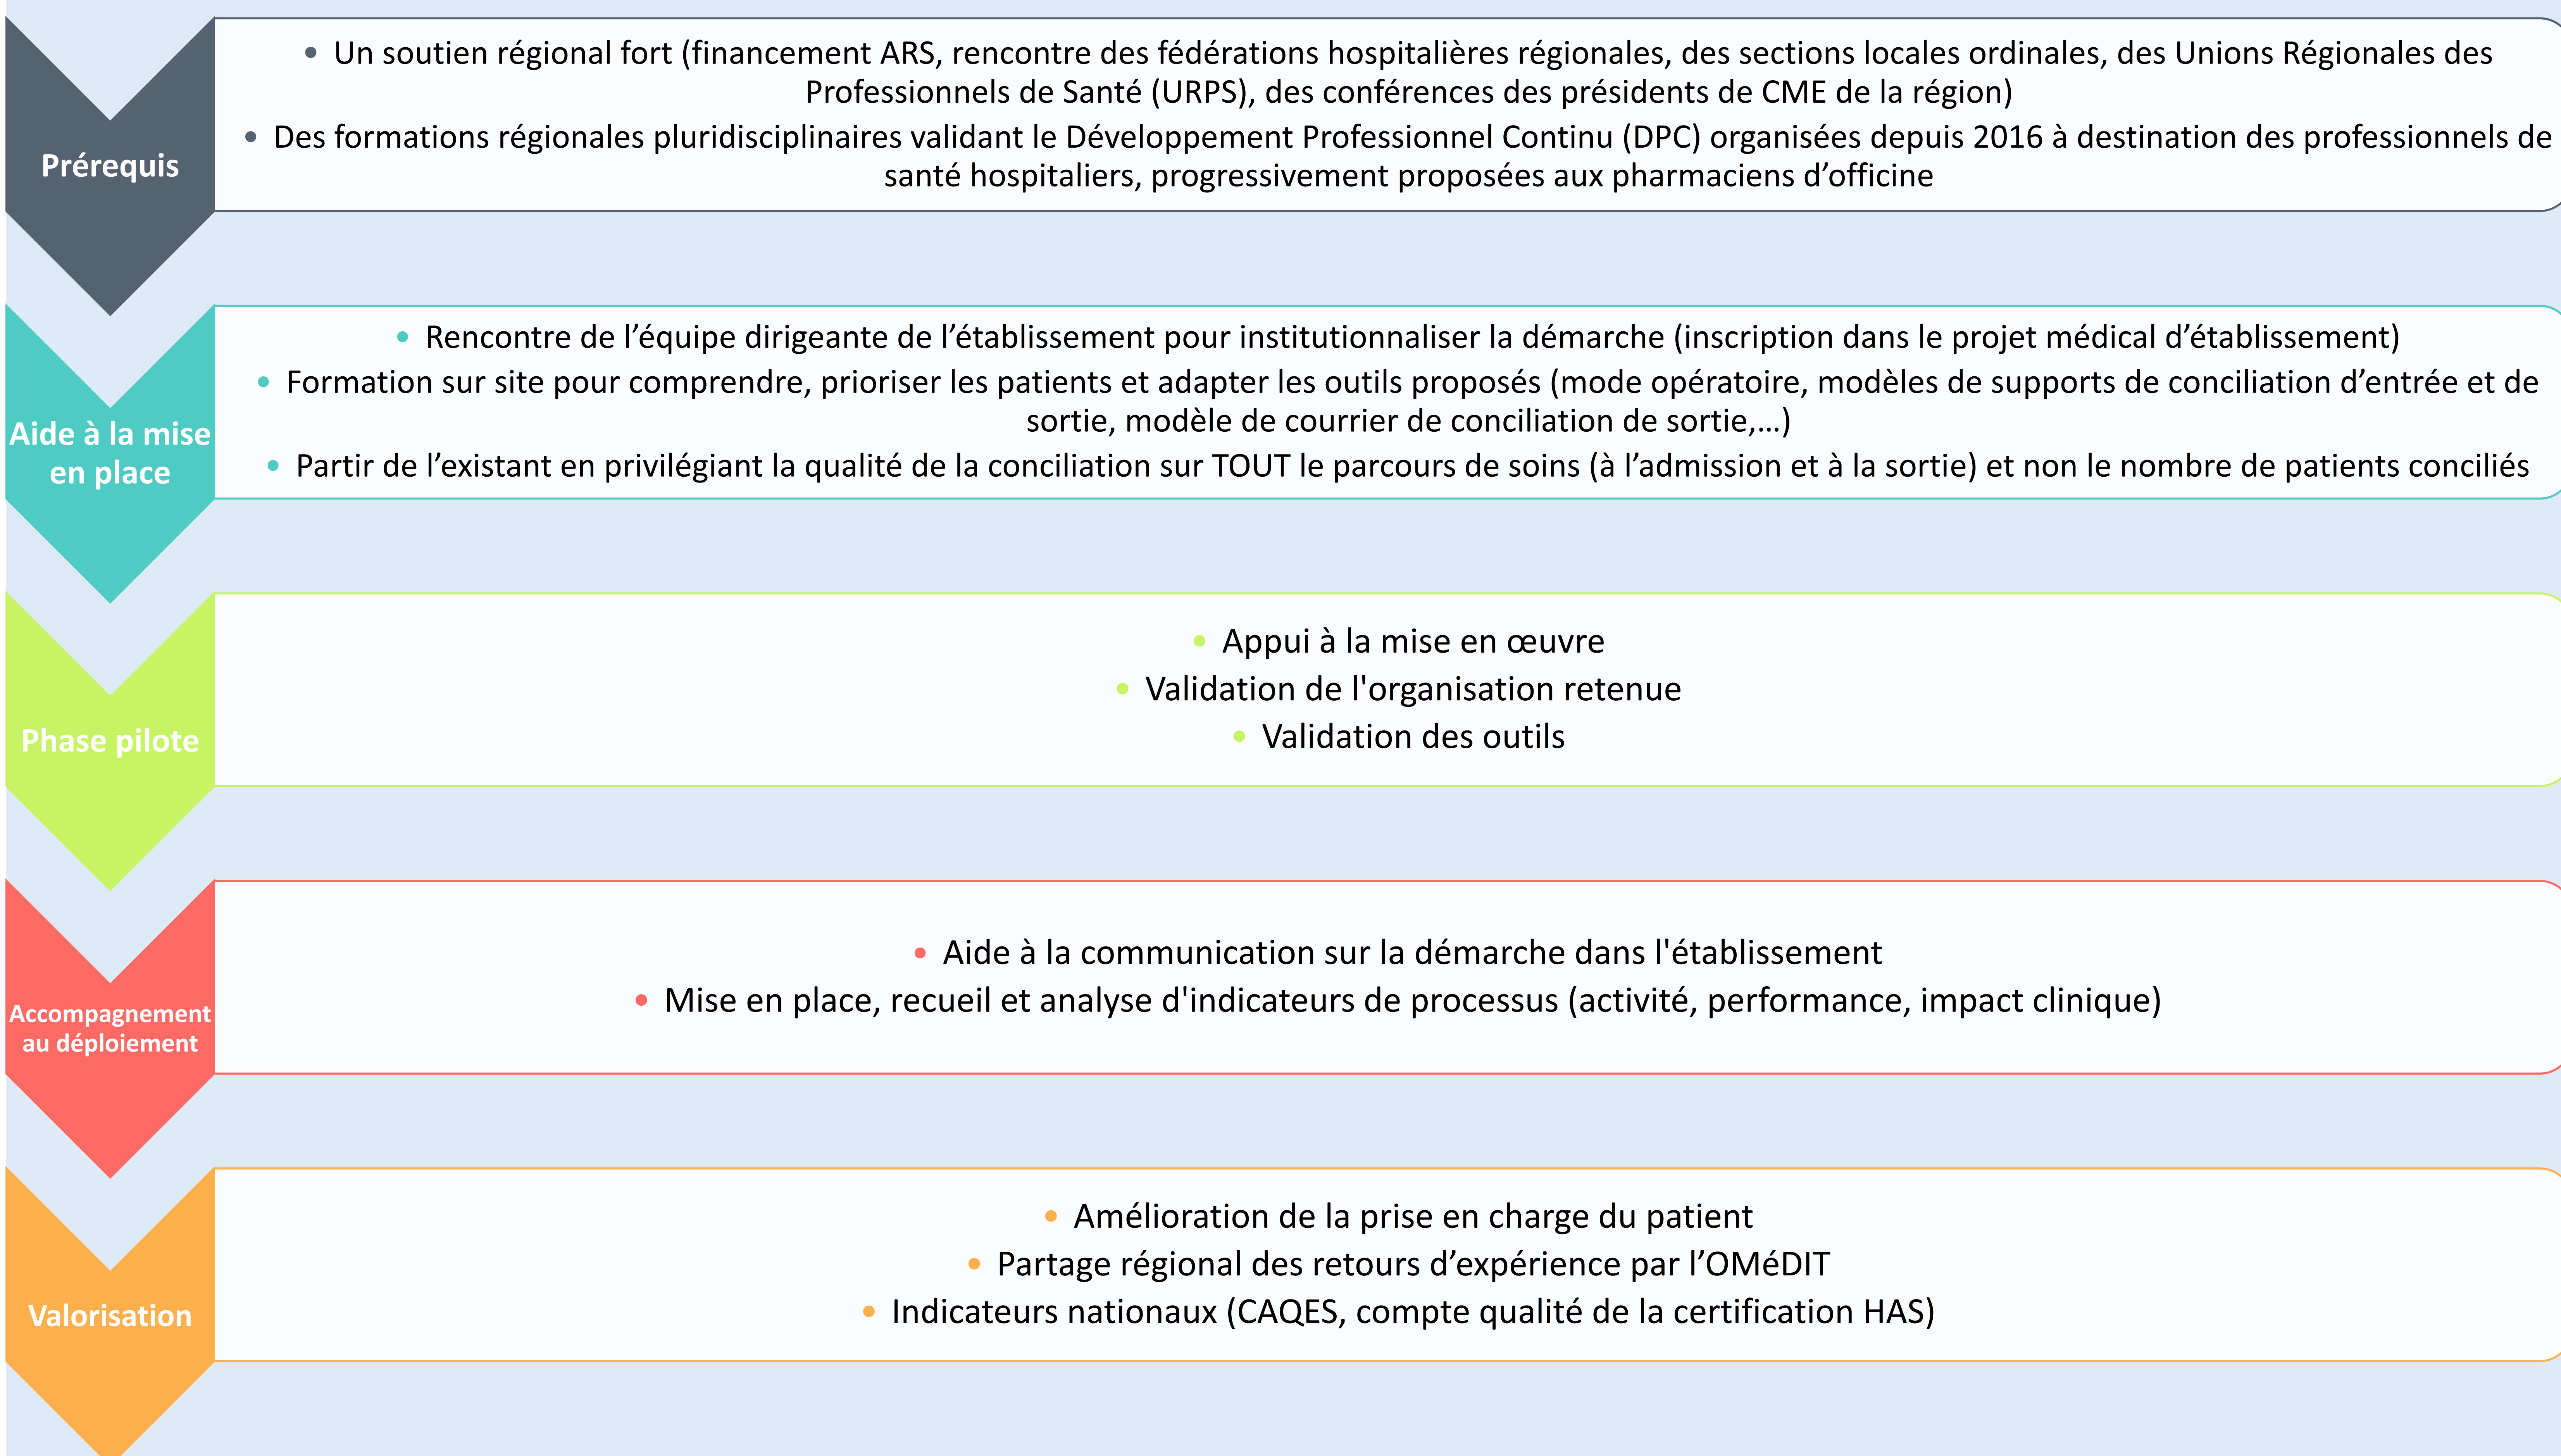 Prérequis
• Un soutien régional fort (financement ARS, rencontre des fédérations hospitalières régionales, des sections locales ordinales, des Unions Régionales des
Professionnels de Santé (URPS), des conférences des présidents de CME de la région)
• Des formations régionales pluridisciplinaires validant le Développement Professionnel Continu (DPC) organisées depuis 2016 à destination des professionnels de
santé hospitaliers, progressivement proposées aux pharmaciens d’officine
Aide à la mise
en place
• Rencontre de l’équipe dirigeante de l’établissement pour institutionnaliser la démarche (inscription dans le projet médical d’établissement)
• Formation sur site pour comprendre, prioriser les patients et adapter les outils proposés (mode opératoire, modèles de supports de conciliation d’entrée et de
sortie, modèle de courrier de conciliation de sortie,…)
• Partir de l’existant en privilégiant la qualité de la conciliation sur TOUT le parcours de soins (à l’admission et à la sortie) et non le nombre de patients conciliés
Phase pilote
• Appui à la mise en œuvre
• Validation de l'organisation retenue
• Validation des outils
Accompagnement
au déploiement
• Aide à la communication sur la démarche dans l'établissement
• Mise en place, recueil et analyse d'indicateurs de processus (activité, performance, impact clinique)
Valorisation
• Amélioration de la prise en charge du patient
• Partage régional des retours d’expérience par l’OMéDIT
• Indicateurs nationaux (CAQES, compte qualité de la certification HAS)